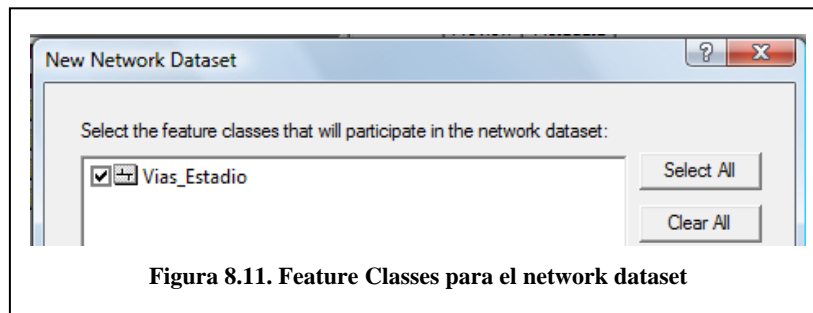 New Network Dataset
Select the feature classes that will participate in the network dataset:
Vias_Estadio
Select All
Clear All
Figura 8.11. Feature Classes para el network dataset